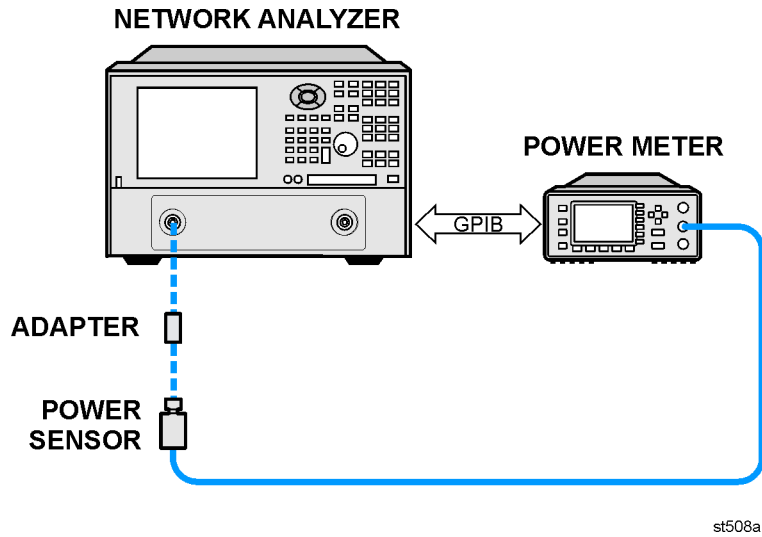 NETWORK ANALYZER
POWER METER
GPIB
ADAPTER
POWER
SENSOR
st508a